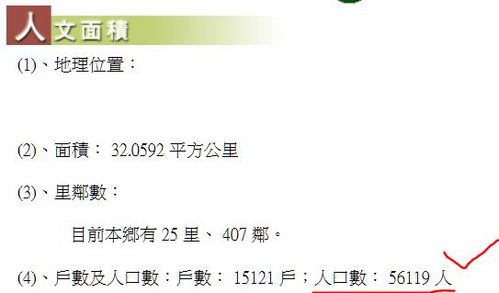 人文面積
(1)、地理位置：
(2)、面積： 32.0592 平方公里
(3)、里鄰數：
目前本鄉有 25 里、 407 鄰。
(4)、戶數及人口數：戶數： 15121 戶；人口數： 56119 人